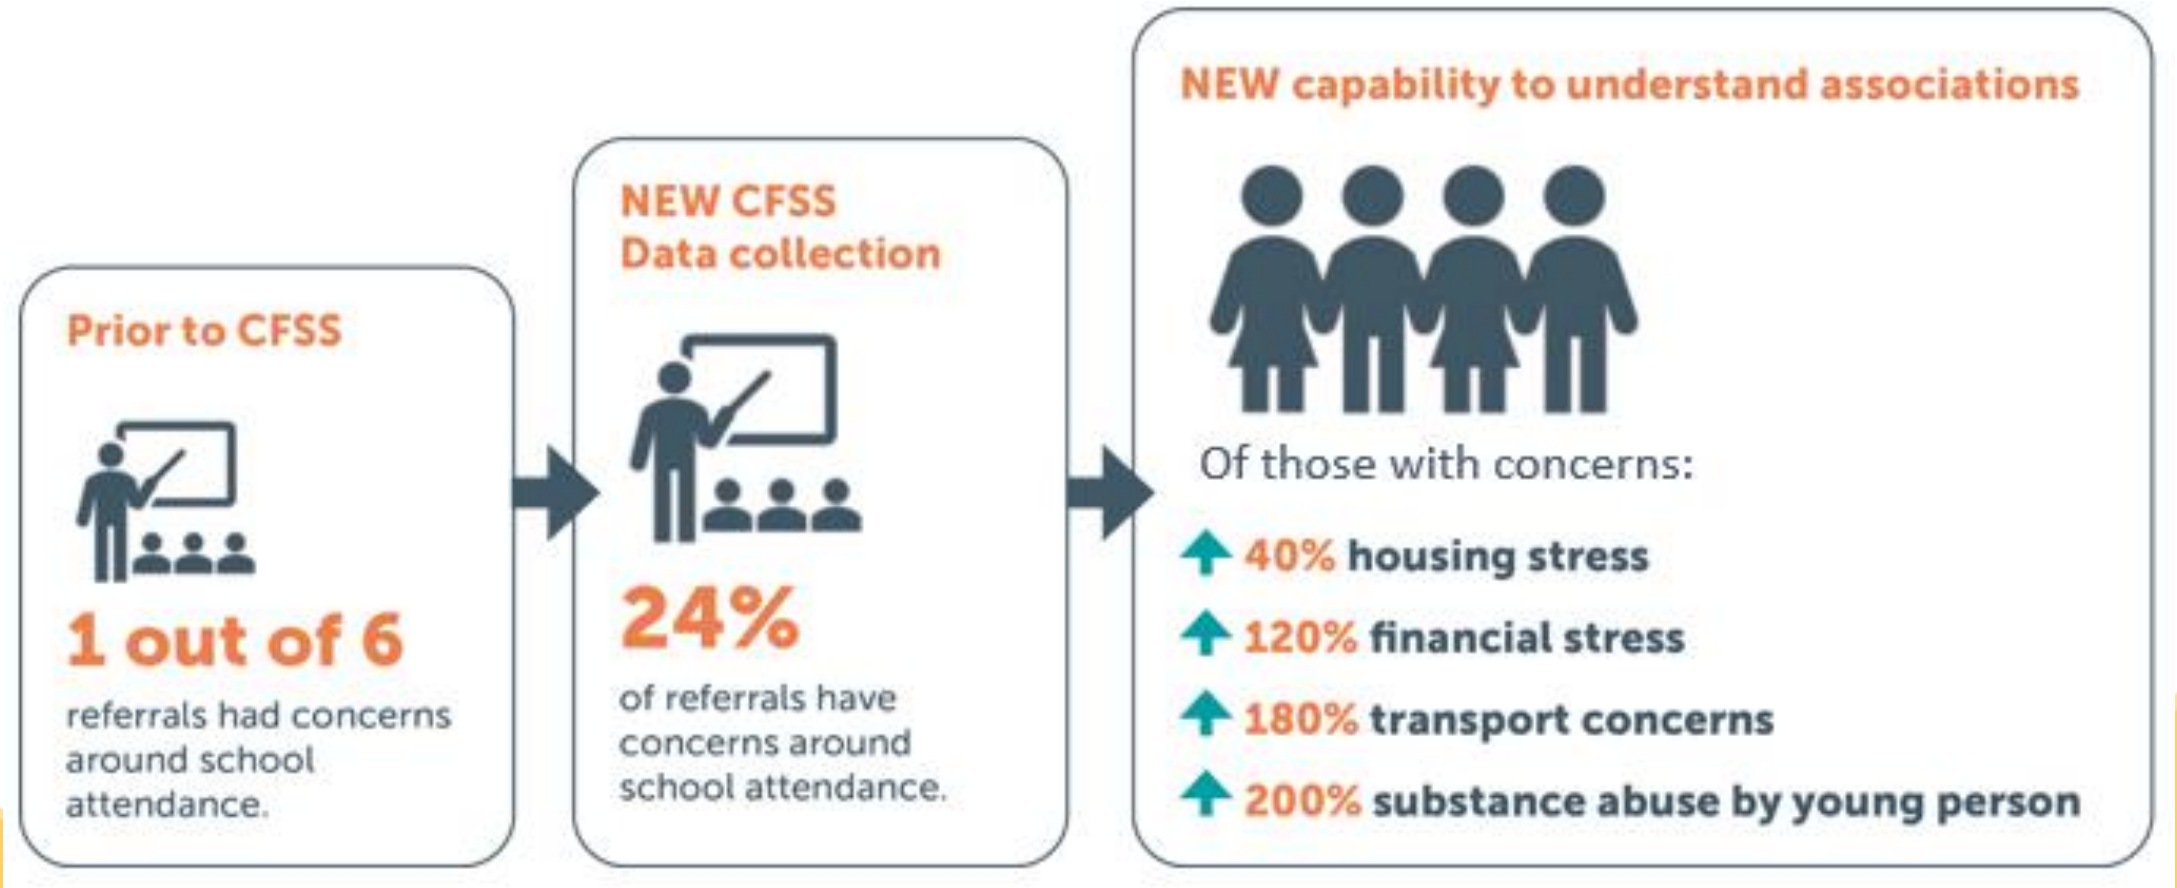 Prior to CFSS
1 out of 6
referrals had concerns
around school
attendance.
NEW CFSS
Data collection
24%
of referrals have
concerns around
school attendance.
NEW capability to understand associations
Of those with concerns:
40% housing stress
120% financial stress
180% transport concerns
200% substance abuse by young person